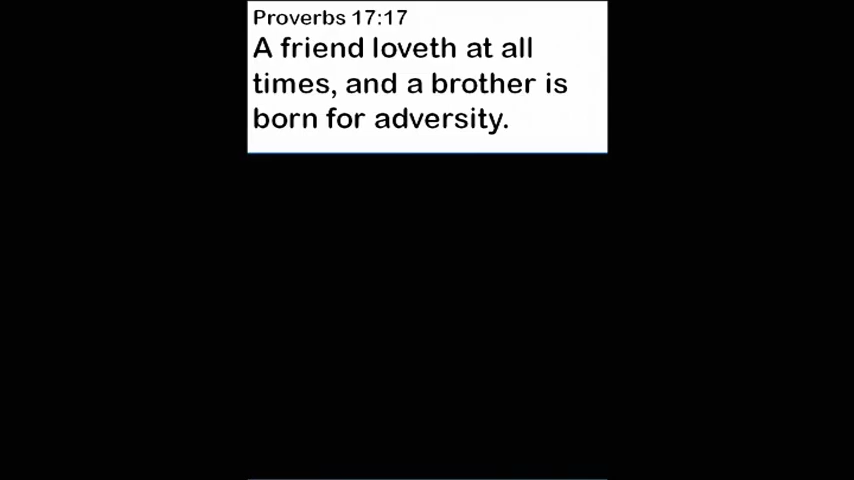 Proverbs 17:17
A friend loveth at all
times, and a brother is
born for adversity.